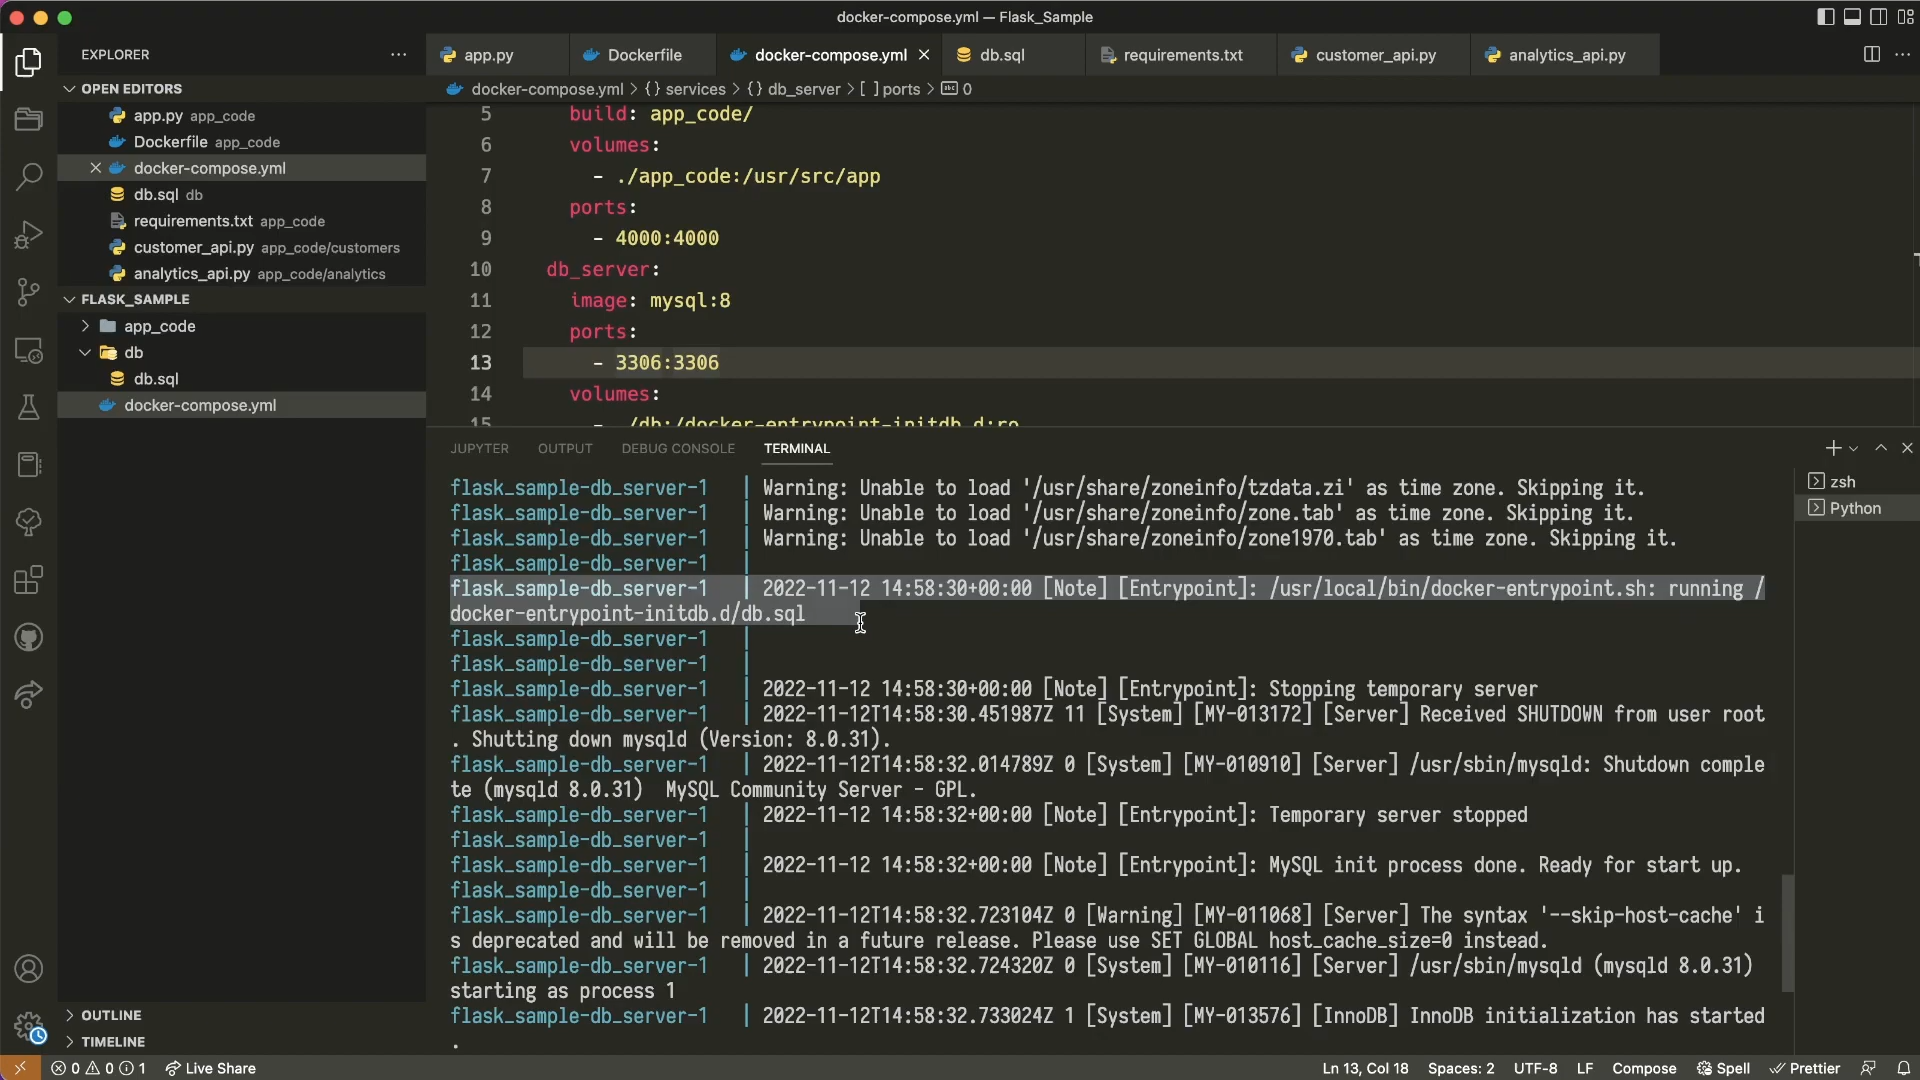 docker-compose.yml — Flask_Sample
EXPLORER
OPEN EDITORS
app.py app_code
Dockerfile app_code
docker-compose.yml
db.sql db
requirements.txt app_code
customer_api.py app_code/customers
analytics_api.py app_code/analytics
FLASK_SAMPLE
app_code
db
db.sql
docker-compose.yml
OUTLINE
TIMELINE
app.py Dockerfile docker-compose.yml db.sql requirements.txt customer_api.py analytics_api.py
docker-compose.yml > {} services > {} db_server > [ ] ports > abc 0
5 build: app_code/
6 volumes:
7 - ./app_code:/usr/src/app
8 ports:
9 - 4000:4000
10 db_server:
11 image: mysql:8
12 ports:
13 - 3306:3306
14 volumes:
15 - ./db:/docker-entrypoint-initdb.d:ro
JUPYTER OUTPUT DEBUG CONSOLE TERMINAL
flask_sample-db_server-1 | Warning: Unable to load '/usr/share/zoneinfo/tzdata.zi' as time zone. Skipping it.
flask_sample-db_server-1 | Warning: Unable to load '/usr/share/zoneinfo/zone.tab' as time zone. Skipping it.
flask_sample-db_server-1 | Warning: Unable to load '/usr/share/zoneinfo/zone1970.tab' as time zone. Skipping it.
flask_sample-db_server-1 |
flask_sample-db_server-1 | 2022-11-12 14:58:30+00:00 [Note] [Entrypoint]: /usr/local/bin/docker-entrypoint.sh: running /
docker-entrypoint-initdb.d/db.sql
flask_sample-db_server-1 |
flask_sample-db_server-1 |
flask_sample-db_server-1 | 2022-11-12 14:58:30+00:00 [Note] [Entrypoint]: Stopping temporary server
flask_sample-db_server-1 | 2022-11-12T14:58:30.451987Z 11 [System] [MY-013172] [Server] Received SHUTDOWN from user root
. Shutting down mysqld (Version: 8.0.31).
flask_sample-db_server-1 | 2022-11-12T14:58:32.014789Z 0 [System] [MY-010910] [Server] /usr/sbin/mysqld: Shutdown comple
te (mysqld 8.0.31)  MySQL Community Server - GPL.
flask_sample-db_server-1 | 2022-11-12 14:58:32+00:00 [Note] [Entrypoint]: Temporary server stopped
flask_sample-db_server-1 |
flask_sample-db_server-1 | 2022-11-12 14:58:32+00:00 [Note] [Entrypoint]: MySQL init process done. Ready for start up.
flask_sample-db_server-1 |
flask_sample-db_server-1 | 2022-11-12T14:58:32.723104Z 0 [Warning] [MY-011068] [Server] The syntax '--skip-host-cache' i
s deprecated and will be removed in a future release. Please use SET GLOBAL host_cache_size=0 instead.
flask_sample-db_server-1 | 2022-11-12T14:58:32.724320Z 0 [System] [MY-010116] [Server] /usr/sbin/mysqld (mysqld 8.0.31)
starting as process 1
flask_sample-db_server-1 | 2022-11-12T14:58:32.733024Z 1 [System] [MY-013576] [InnoDB] InnoDB initialization has started
.
zsh
Python
0 0 1 Live Share Ln 13, Col 18 Spaces: 2 UTF-8 LF Compose Spell Prettier